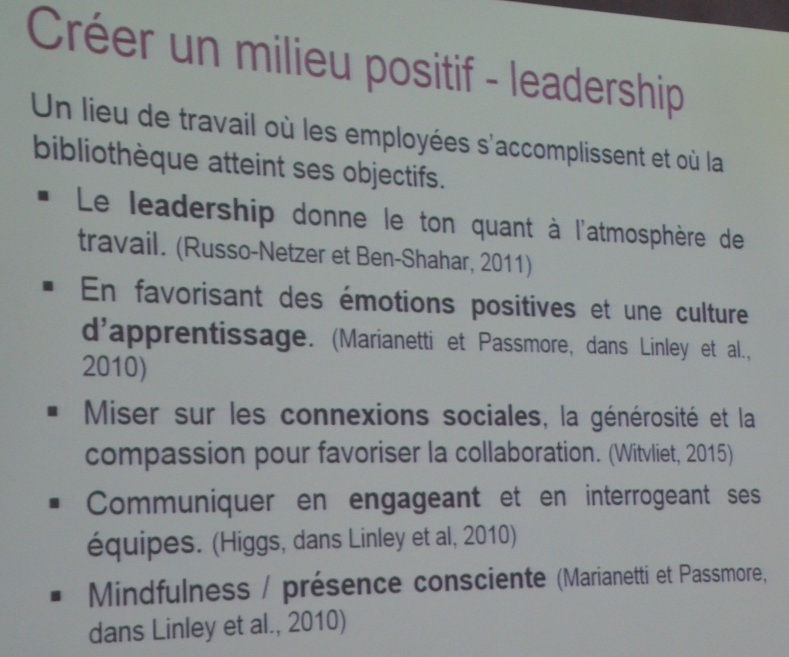 Créer un milieu positif - leadership
Un lieu de travail où les employées s'accomplissent et où la
bibliothèque atteint ses objectifs.
▪ Le leadership donne le ton quant à l'atmosphère de
travail. (Russo-Netzer et Ben-Shahar, 2011)
▪ En favorisant des émotions positives et une culture
d'apprentissage. (Marianetti et Passmore, dans Linley et al.,
2010)
▪ Miser sur les connexions sociales, la générosité et la
compassion pour favoriser la collaboration. (Witvliet, 2015)
▪ Communiquer en engageant et en interrogeant ses
équipes. (Higgs, dans Linley et al, 2010)
▪ Mindfulness / présence consciente (Marianetti et Passmore,
dans Linley et al., 2010)